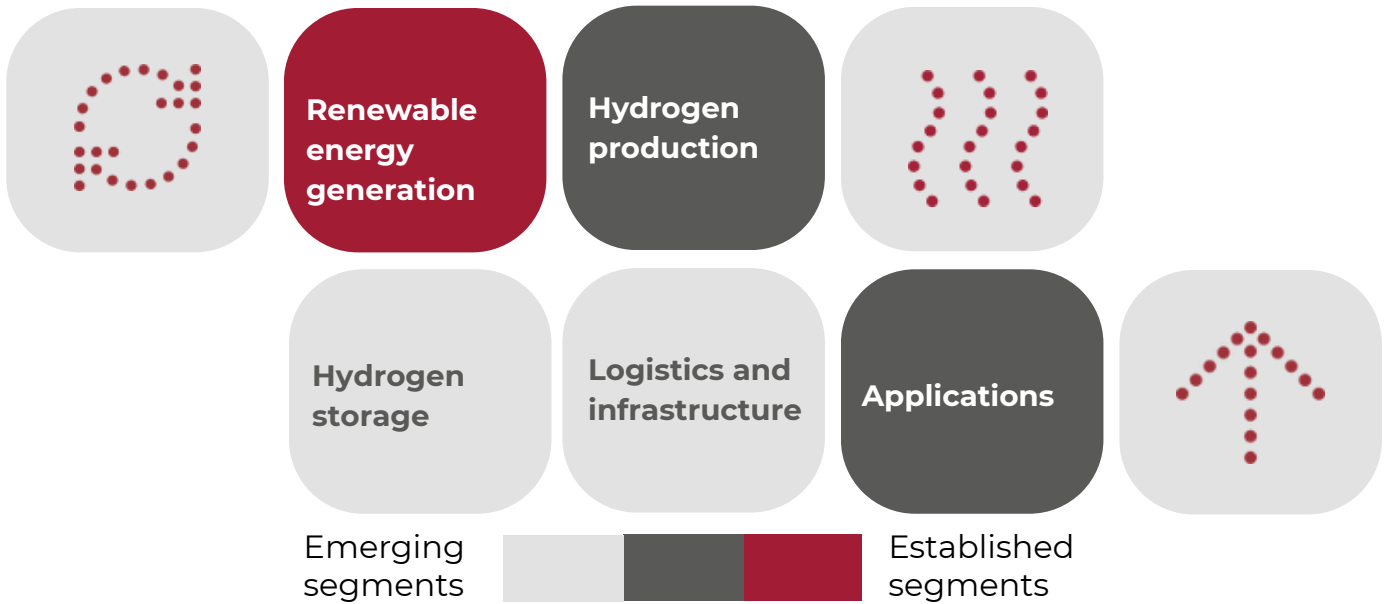 Renewable
energy
generation
Hydrogen
production
Hydrogen
storage
Logistics and
infrastructure
Applications
Emerging
segments
Established
segments